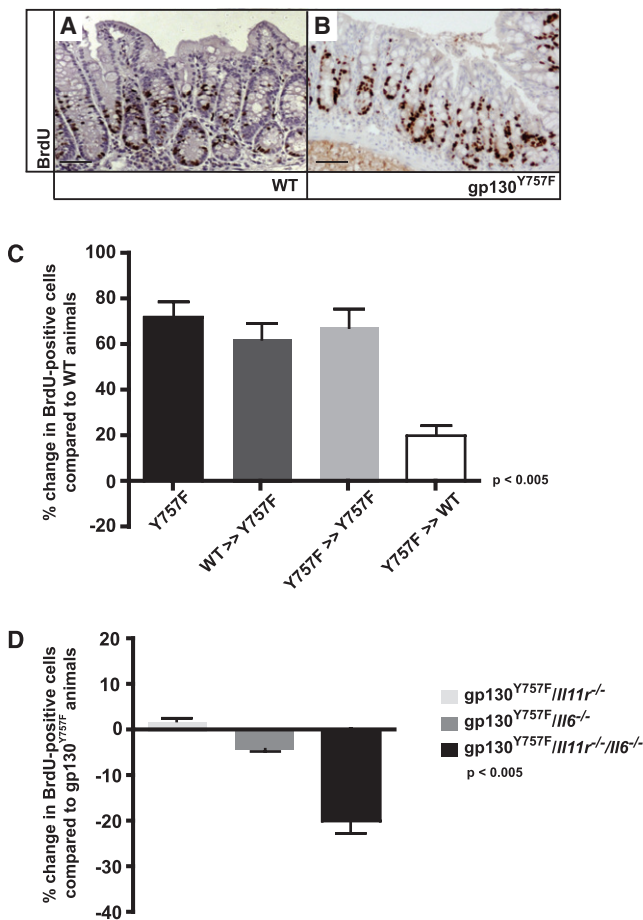 A
B
BrdU
WT
gp130Y757F
C
% change in BrdU-positive cells
compared to WT animals
100
80
60
40
20
0
-20
p < 0.005
Y757F
WT >> Y757F
Y757F >> Y757F
Y757F >> WT
D
% change in BrdU-positive cells
compared to gp130Y757F animals
20
10
0
-10
-20
-30
-40
gp130Y757F/Il11r-/-
gp130Y757F/Il6-/-
gp130Y757F/Il11r-/-/Il6-/-
p < 0.005